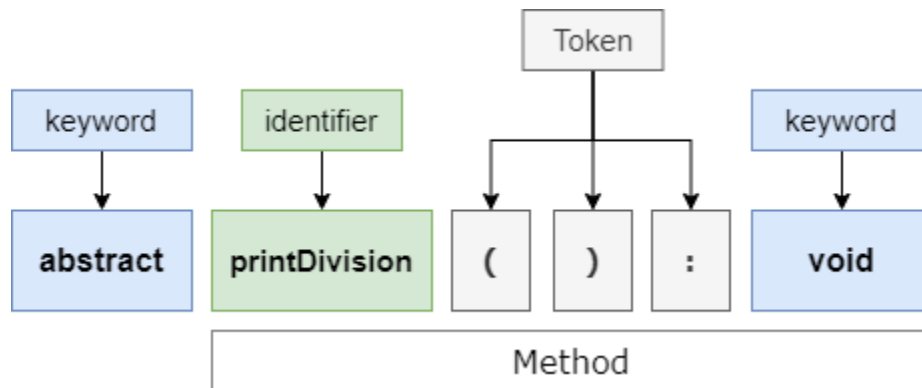 Token
keyword identifier keyword
abstract printDivision ( ) : void
Method